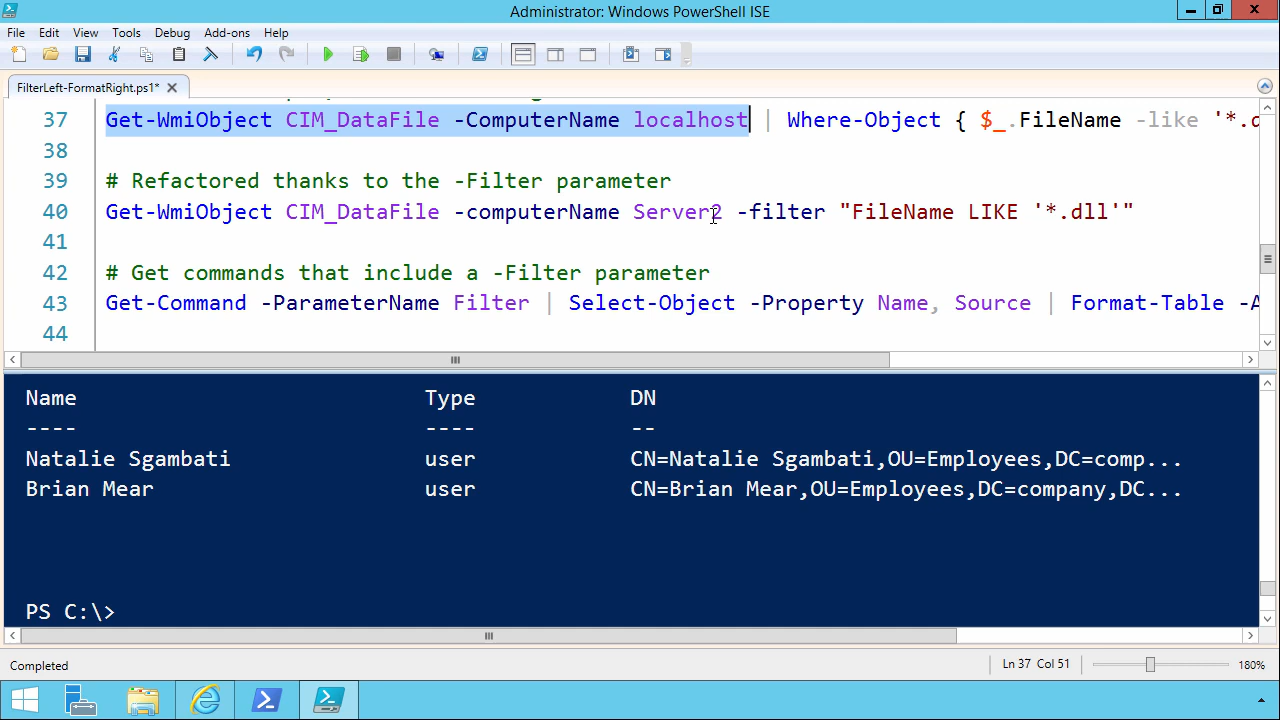 Administrator: Windows PowerShell ISE
File Edit View Tools Debug Add-ons Help
FilterLeft-FormatRight.ps1*
37 Get-WmiObject CIM_DataFile -ComputerName localhost | Where-Object { $_.FileName -like '*.d
38
39 # Refactored thanks to the -Filter parameter
40 Get-WmiObject CIM_DataFile -computerName Server2 -filter "FileName LIKE '*.dll'"
41
42 # Get commands that include a -Filter parameter
43 Get-Command -ParameterName Filter | Select-Object -Property Name, Source | Format-Table -A
44
Name Type DN
---- ---- --
Natalie Sgambati user CN=Natalie Sgambati,OU=Employees,DC=comp...
Brian Mear user CN=Brian Mear,OU=Employees,DC=company,DC...
PS C:\>
Completed Ln 37 Col 51 180%